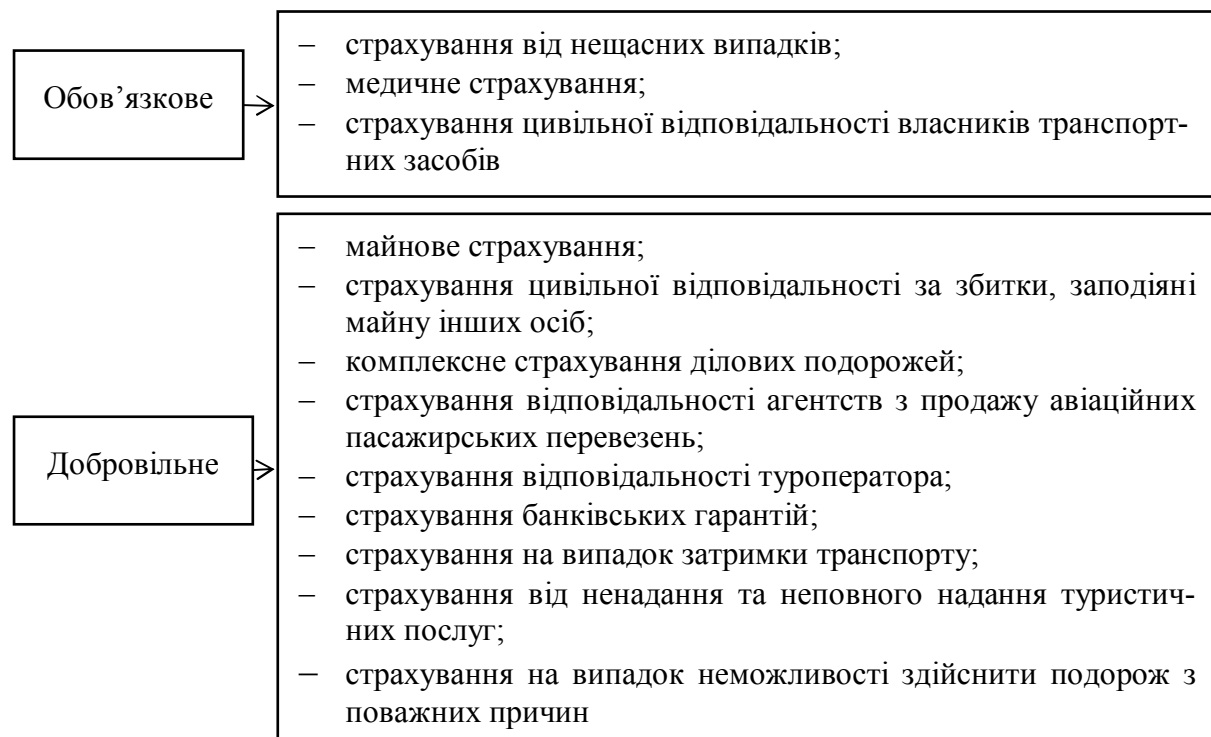 Обов’язкове
– страхування від нещасних випадків;
– медичне страхування;
– страхування цивільної відповідальності власників транспорт-
них засобів
Добровільне
– майнове страхування;
– страхування цивільної відповідальності за збитки, заподіяні
майну інших осіб;
– комплексне страхування ділових подорожей;
– страхування відповідальності агентств з продажу авіаційних
пасажирських перевезень;
– страхування відповідальності туроператора;
– страхування банківських гарантій;
– страхування на випадок затримки транспорту;
– страхування від ненадання та неповного надання туристич-
них послуг;
– страхування на випадок неможливості здійснити подорож з
поважних причин